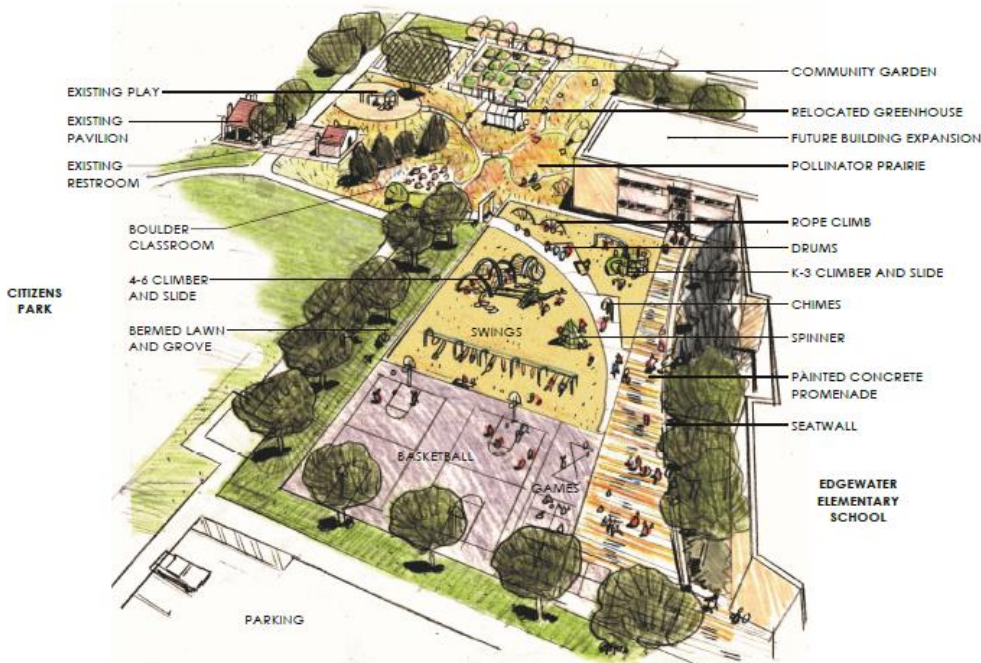 EXISTING PLAY
EXISTING
PAVILION
EXISTING
RESTROOM
BOULDER
CLASSROOM
4-6 CLIMBER
AND SLIDE
CITIZENS
PARK
BERMED LAWN
AND GROVE
COMMUNITY GARDEN
RELOCATED GREENHOUSE
FUTURE BUILDING EXPANSION
POLLINATOR PRAIRIE
ROPE CLIMB
DRUMS
K-3 CLIMBER AND SLIDE
CHIMES
SPINNER
PAINTED CONCRETE
PROMENADE
SEATWALL
EDGEWATER
ELEMENTARY
SCHOOL
SWINGS
BASKETBALL
GAMES
PARKING